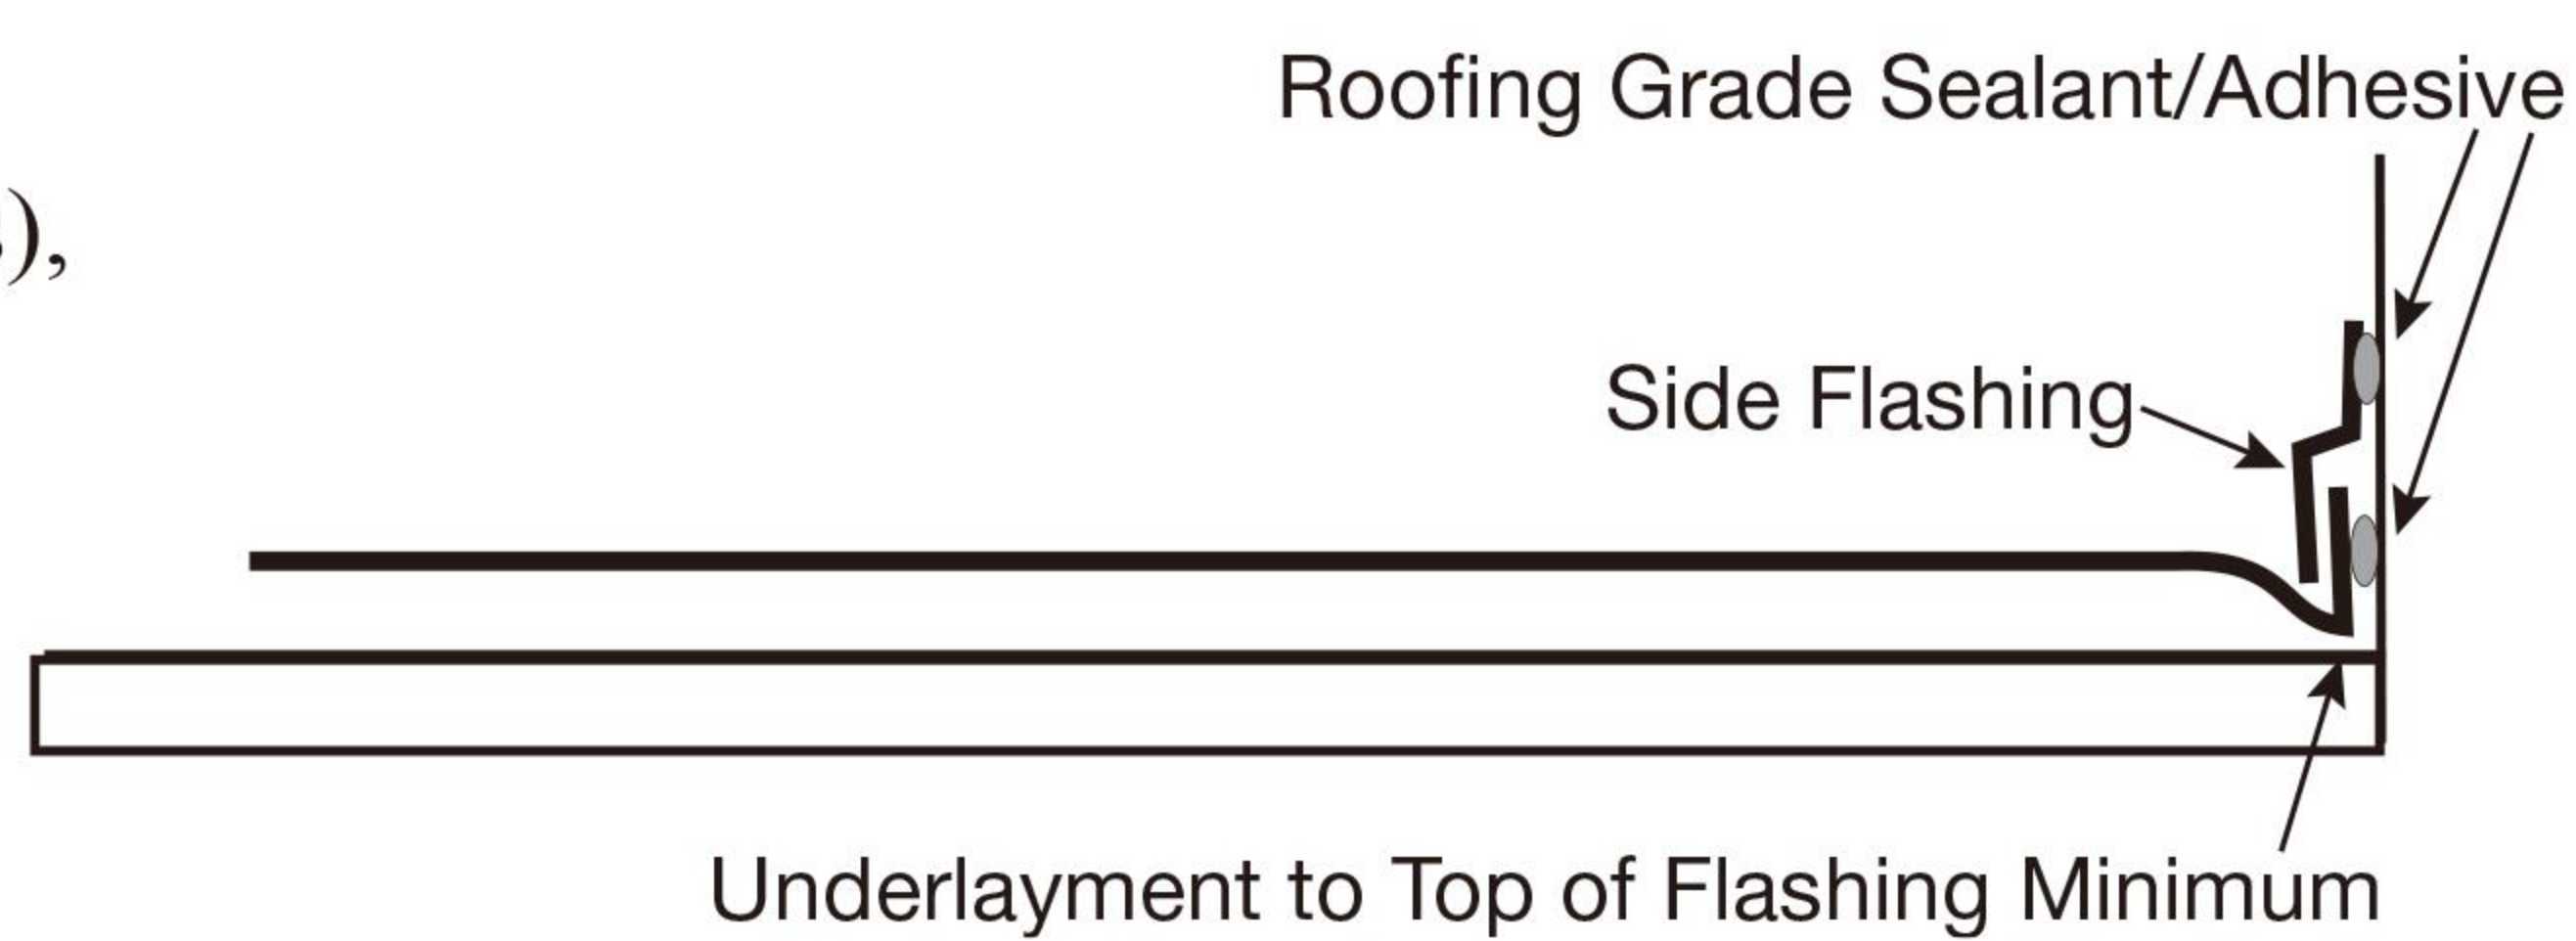 Roofing Grade Sealant/Adhesive
),
Side Flashing
Underlayment to Top of Flashing Minimum